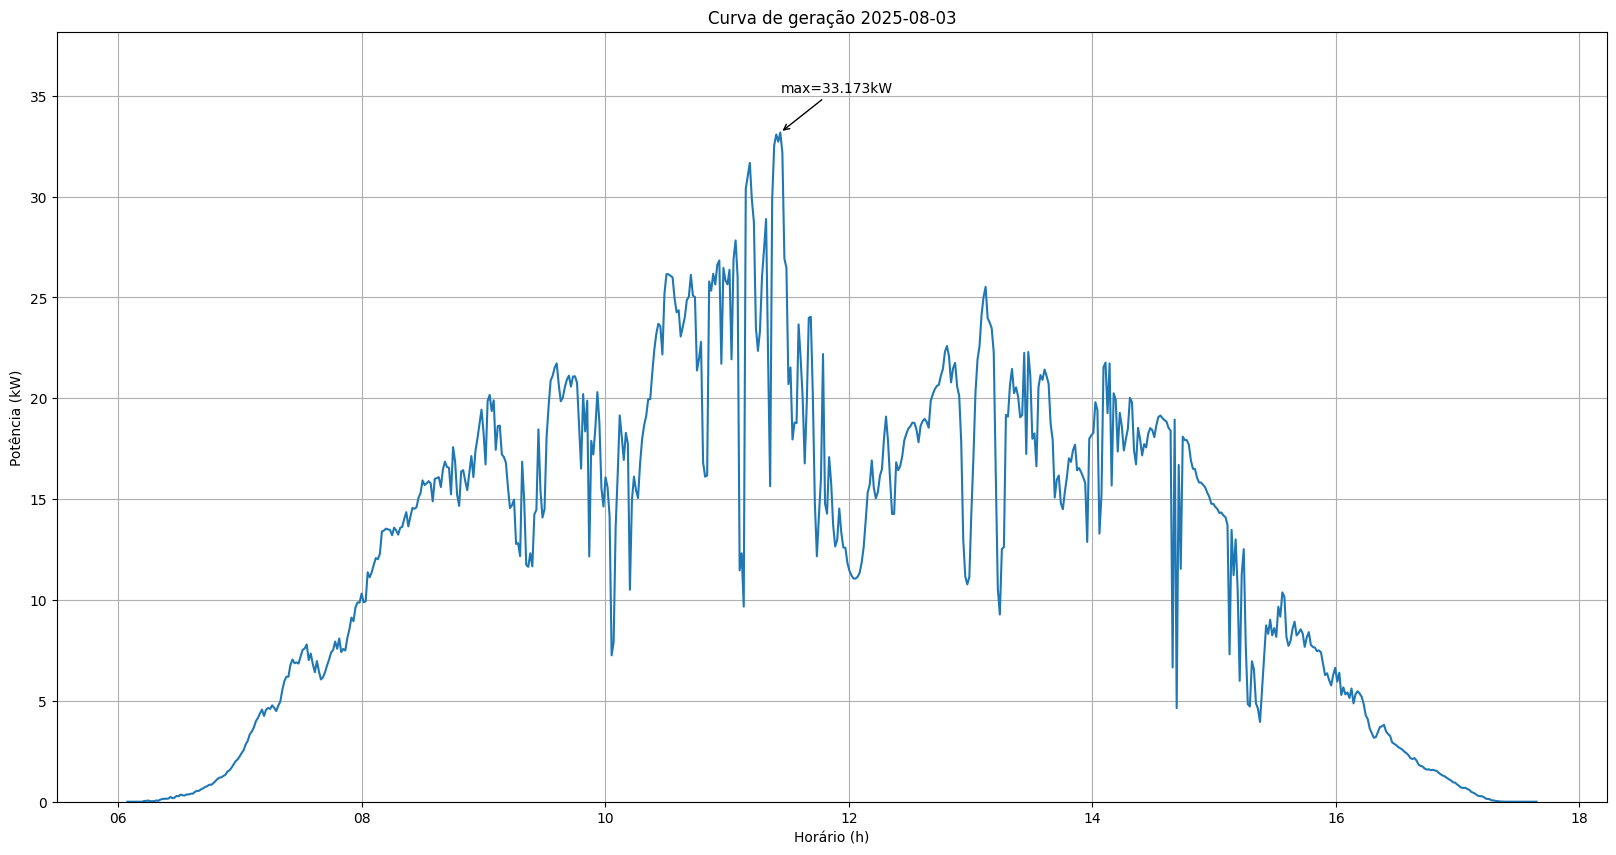 Curva de geração 2025-08-03
max=33.173kW
Potência (kW)
35
30
25
20
15
10
5
0
06 08 10 12 14 16 18
Horário (h)